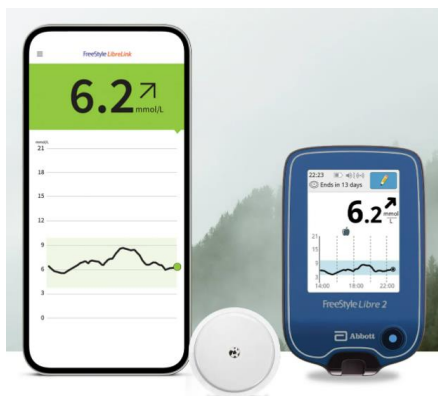 FreeStyle LibreLink
6.2
mmol/L
mmol/L
21
18
15
12
9
6
3
0
22:23
Ends in 13 days
6.2
mmol
L
21
15
9
3
14:00 18:00 22:00
FreeStyle Libre 2
Abbott